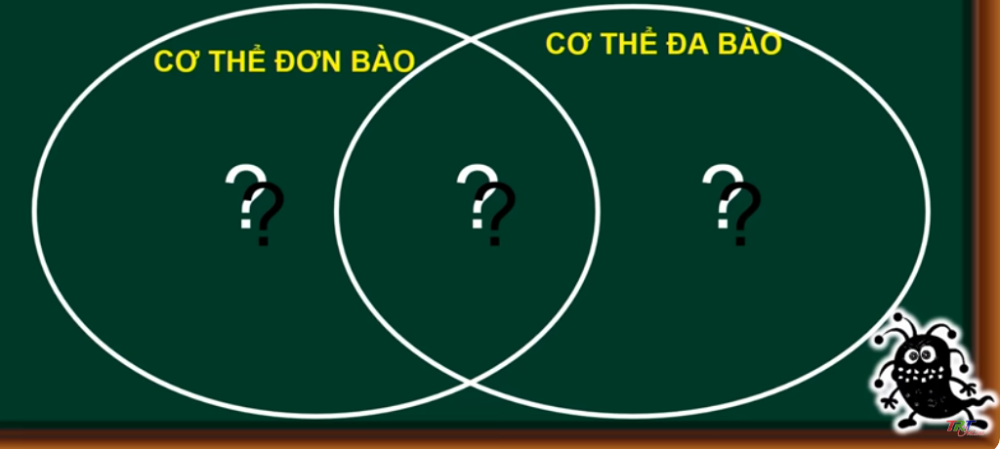 CƠ THỂ ĐƠN BÀO
CƠ THỂ ĐA BÀO
? ? ?